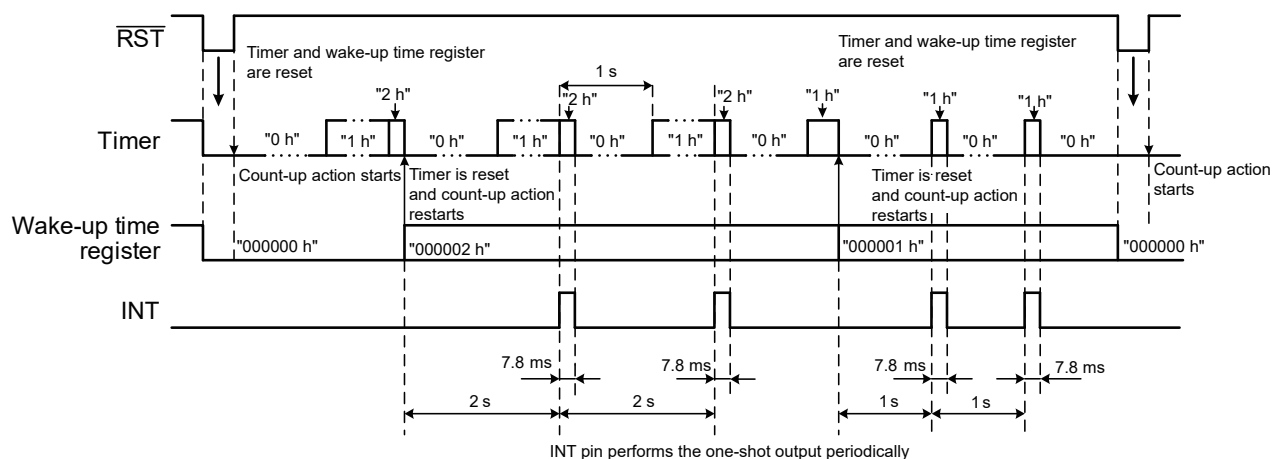 RST
Timer and wake-up time register
are reset
Timer and wake-up time register
are reset
1 s
"2 h"
"2 h"
"2 h"
"1 h"
"1 h"
"1 h"
Timer
"0 h"
"1 h"
"0 h"
"1 h"
"0 h"
"1 h"
"0 h"
"0 h"
"0 h"
"0 h"
Count-up action starts
Timer is reset
and count-up action
restarts
Timer is reset
and count-up action
restarts
Count-up action
starts
Wake-up time
register
"000000 h"
"000002 h"
"000001 h"
"000000 h"
INT
7.8 ms
7.8 ms
7.8 ms
7.8 ms
2 s
2 s
1 s
1 s
INT pin performs the one-shot output periodically